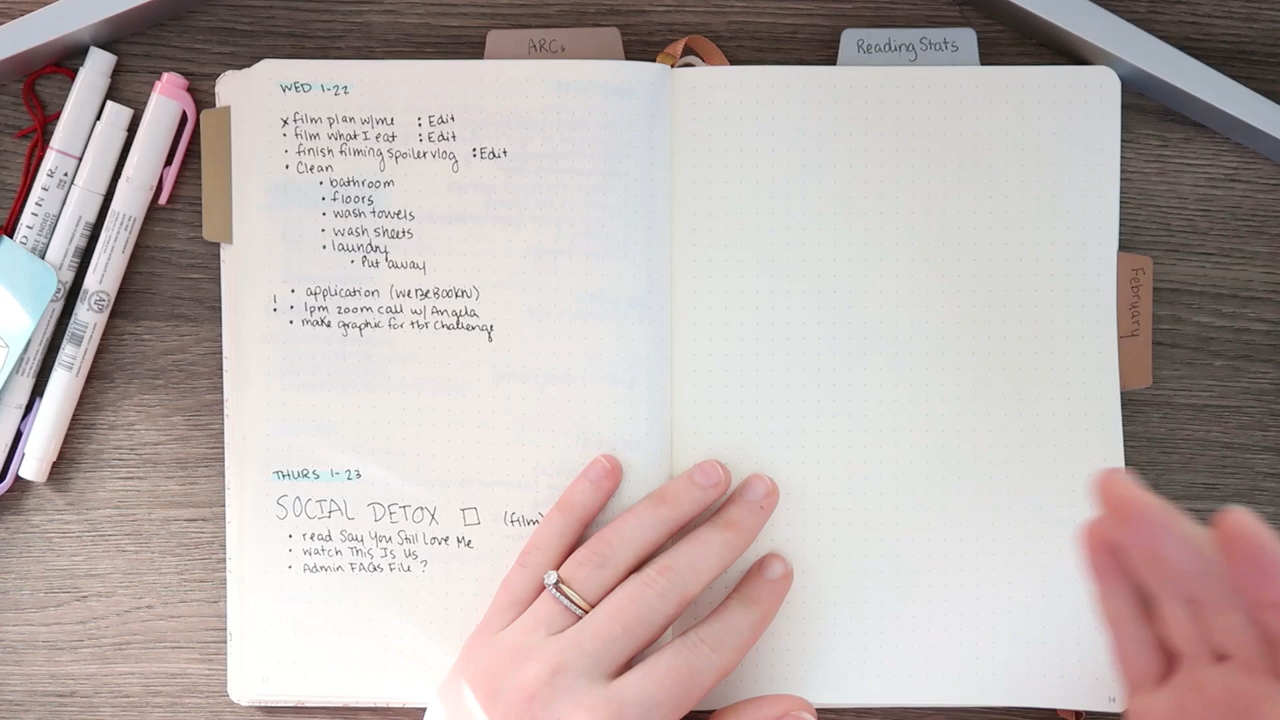 ARCs
Reading Stats
WED 1-22
x film plan w/me : Edit
• film what I eat : Edit
• finish filming spoiler vlog : Edit
• Clean
• bathroom
• floors
• wash towels
• wash sheets
• laundry
• Put away
• application (WeBeBookN)
! • 1pm zoom call w/ Angela
• make graphic for tbr challenge
February
THURS 1-23
SOCIAL DETOX □ (film)
• read Say You Still Love Me
• watch This Is Us
• Admin FAQs File ?